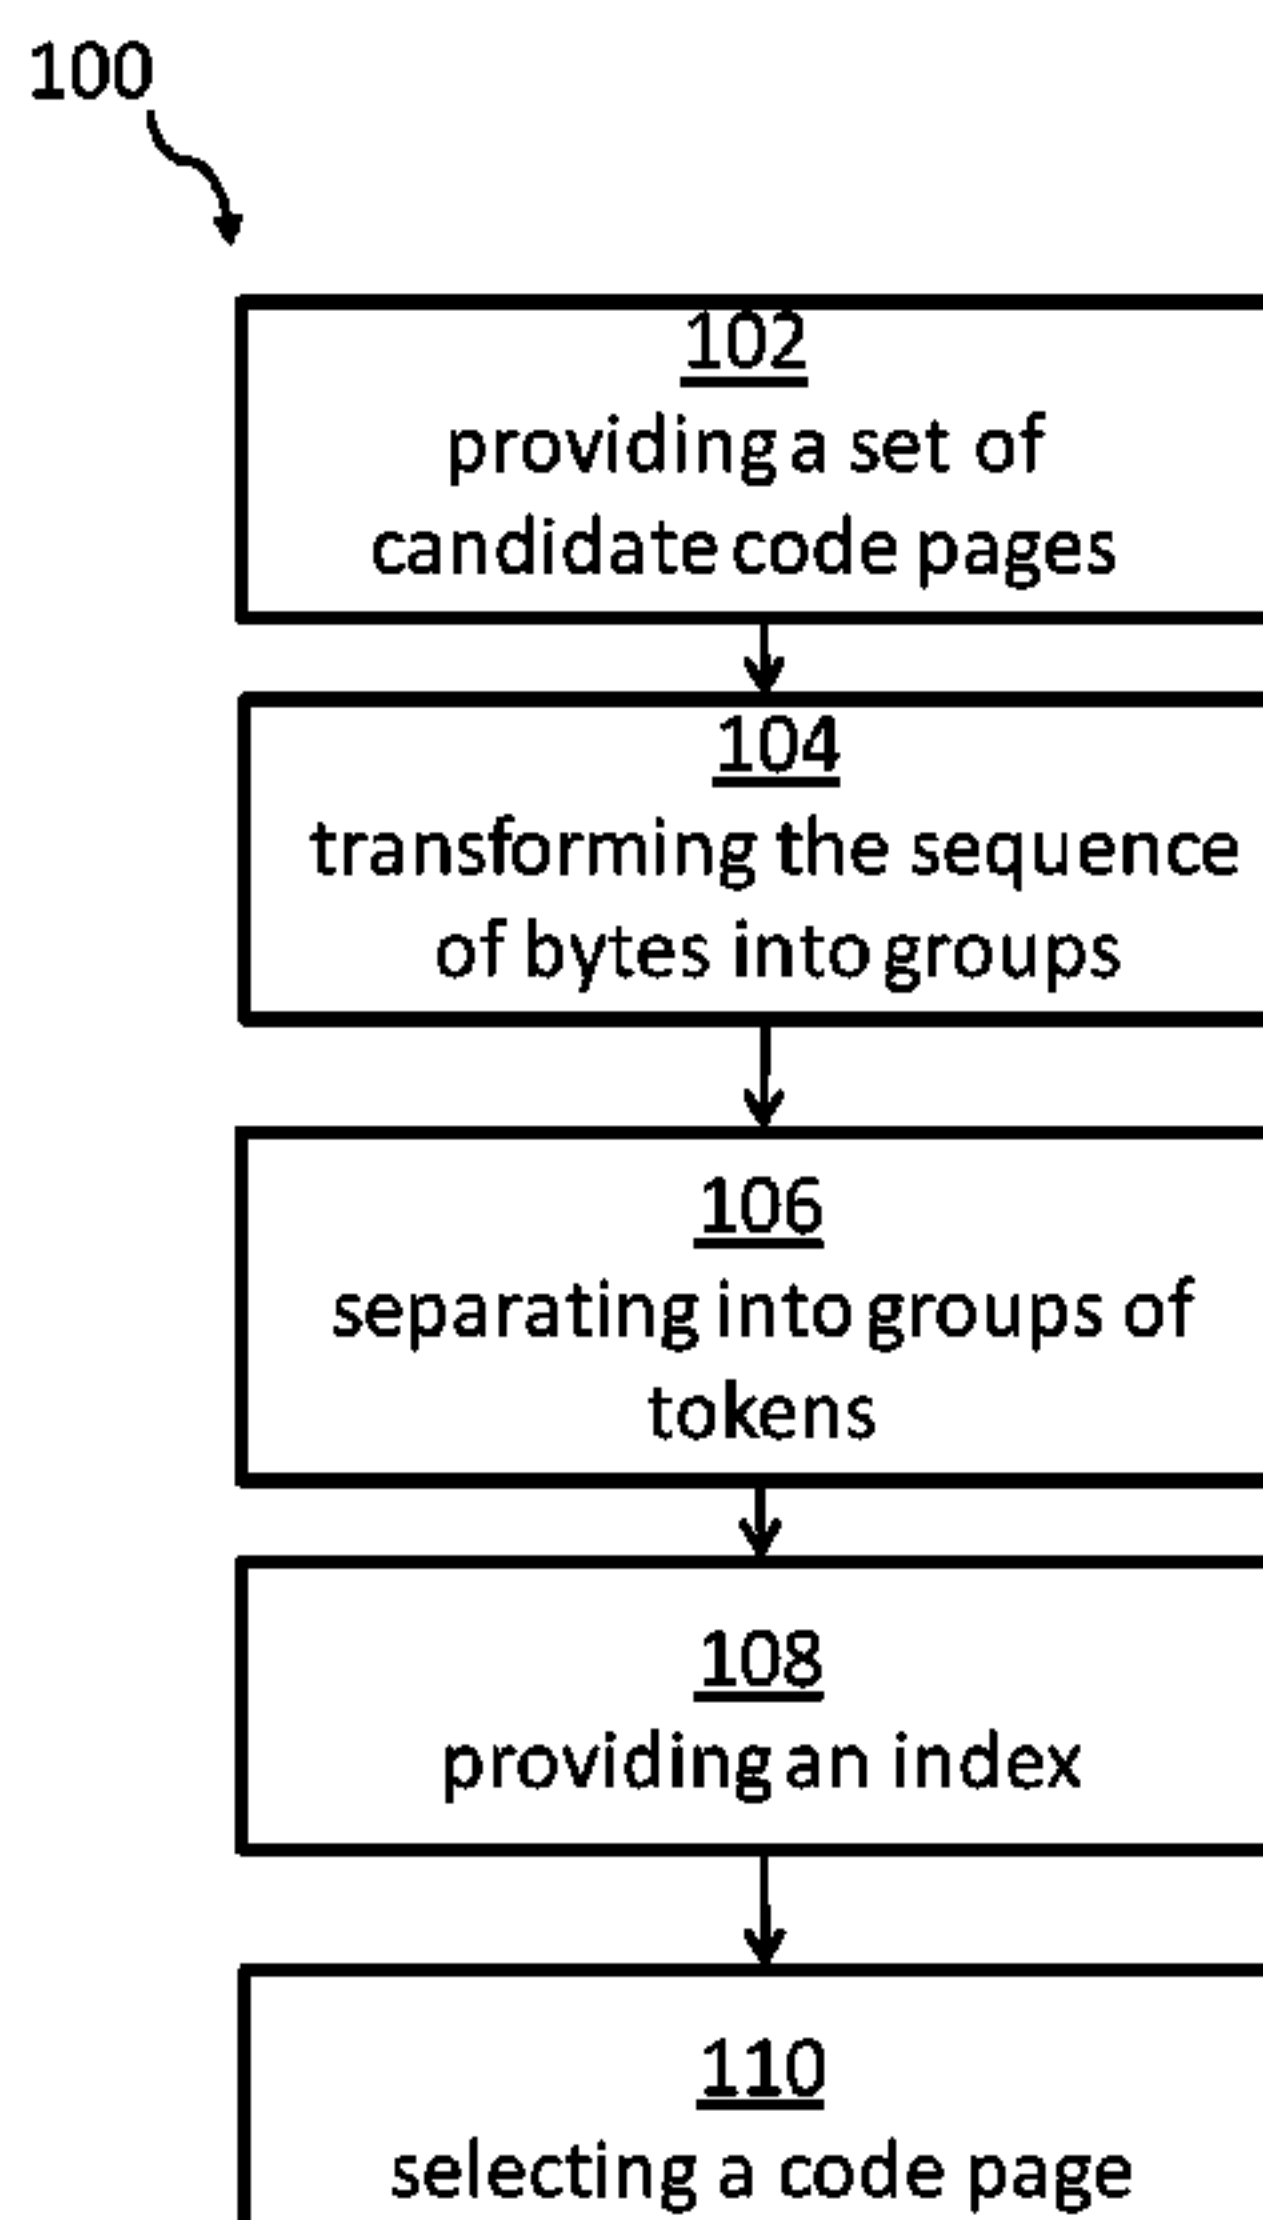 100
102
providing a set of
candidate code pages
104
transforming the sequence
of bytes into groups
106
separating into groups of
tokens
108
providing an index
110
selecting a code page